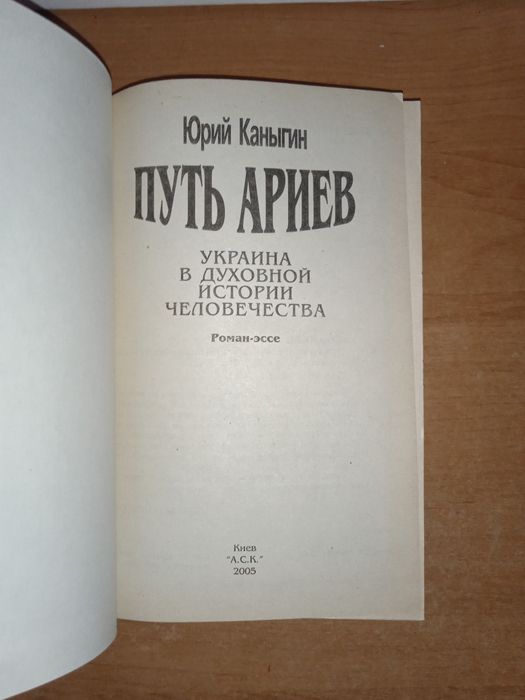 Юрий Каныгин
ПУТЬ АРИЕВ
УКРАИНА
В ДУХОВНОЙ
ИСТОРИИ
ЧЕЛОВЕЧЕСТВА
Роман-эссе
Киев
"А.С.К."
2005